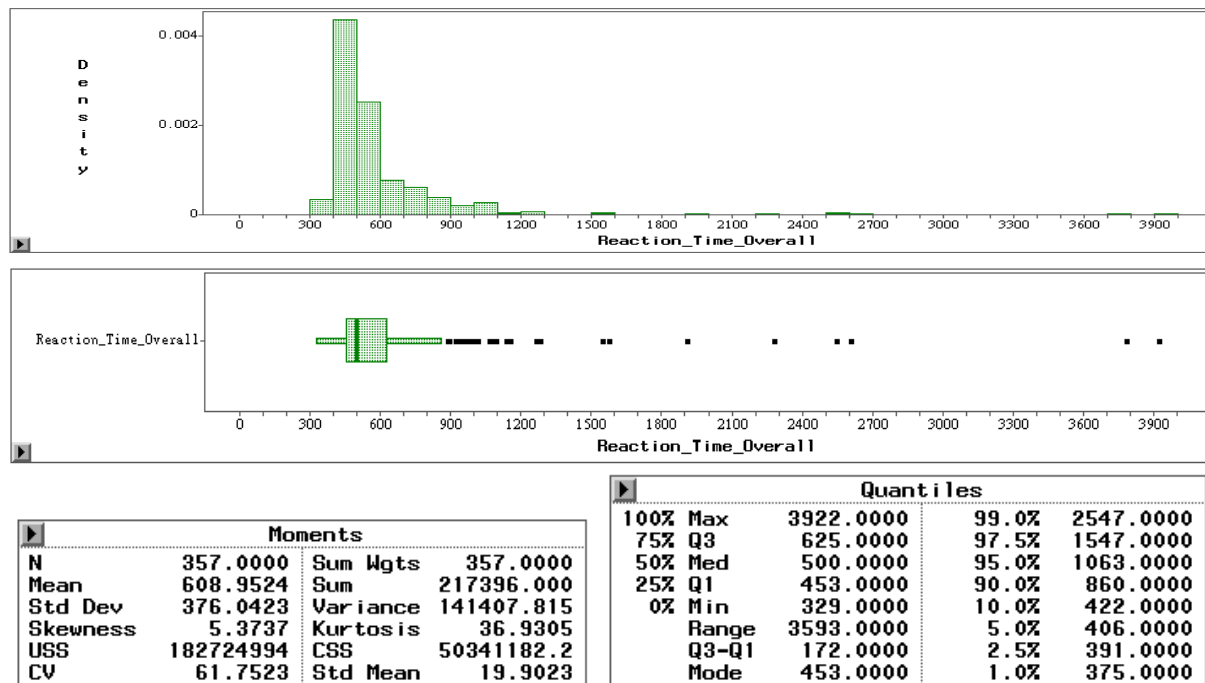 0.004
Density
0.002
0
0 300 600 900 1200 1500 1800 2100 2400 2700 3000 3300 3600 3900
Reaction_Time_Overall
Reaction_Time_Overall
0 300 600 900 1200 1500 1800 2100 2400 2700 3000 3300 3600 3900
Reaction_Time_Overall
Moments
N 357.0000 Sum Wgts 357.0000
Mean 608.9524 Sum 217396.000
Std Dev 376.0423 Variance 141407.815
Skewness 5.3737 Kurtosis 36.9305
USS 182724994 CSS 50341182.2
CV 61.7523 Std Mean 19.9023
Quantiles
100% Max 3922.0000 99.0% 2547.0000
75% Q3 625.0000 97.5% 1547.0000
50% Med 500.0000 95.0% 1063.0000
25% Q1 453.0000 90.0% 860.0000
0% Min 329.0000 10.0% 422.0000
Range 3593.0000 5.0% 406.0000
Q3-Q1 172.0000 2.5% 391.0000
Mode 453.0000 1.0% 375.0000